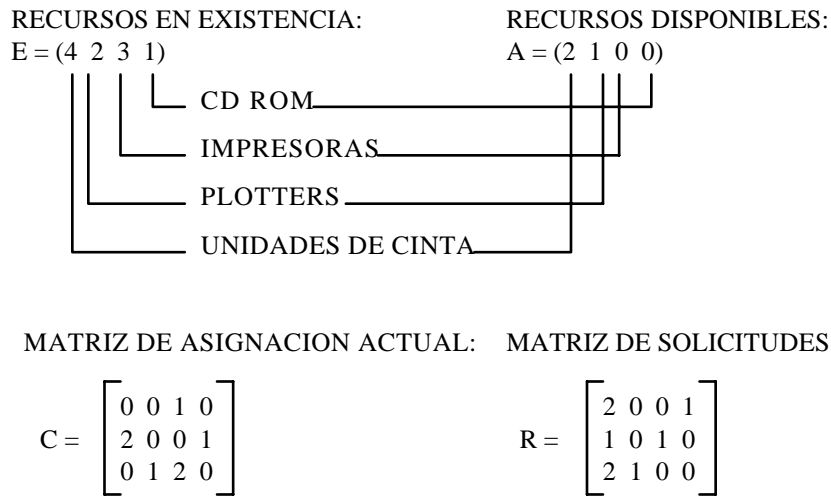 RECURSOS EN EXISTENCIA: RECURSOS DISPONIBLES:
E = (4 2 3 1) A = (2 1 0 0)
CD ROM
IMPRESORAS
PLOTTERS
UNIDADES DE CINTA
MATRIZ DE ASIGNACION ACTUAL: MATRIZ DE SOLICITUDES
0 0 1 0 2 0 0 1
C = 2 0 0 1 R = 1 0 1 0
0 1 2 0 2 1 0 0